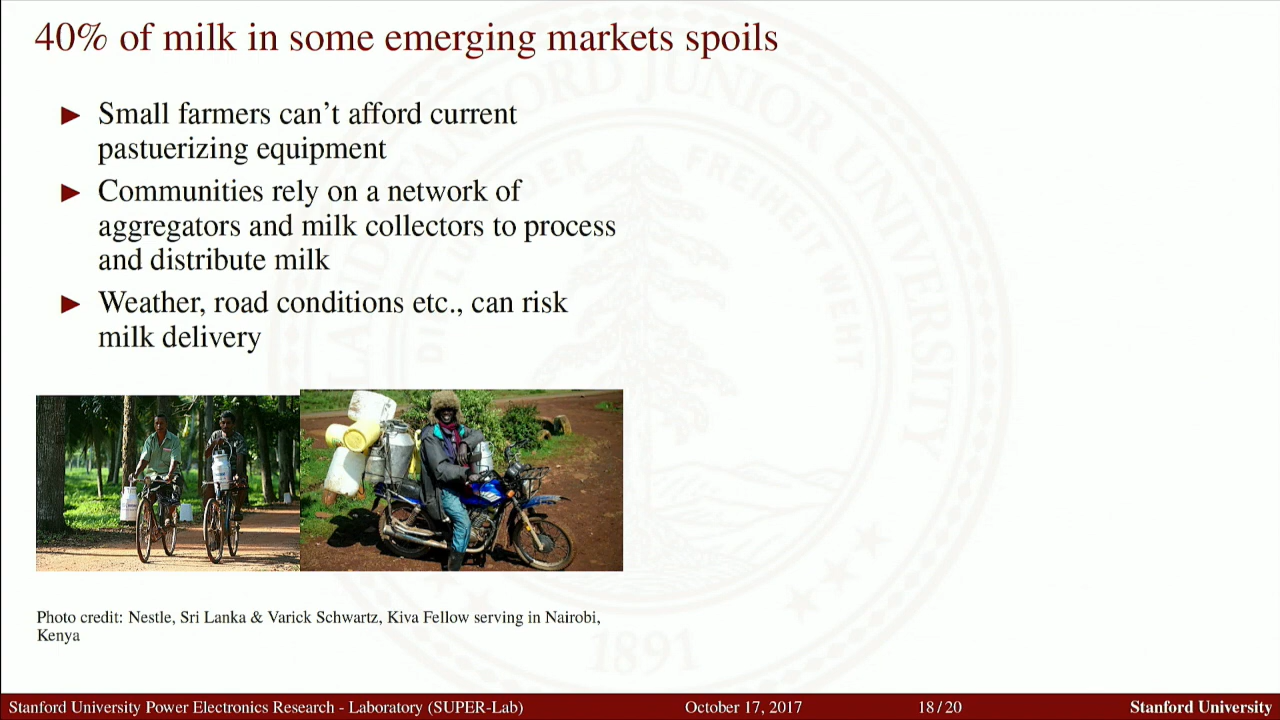 40% of milk in some emerging markets spoils
▶ Small farmers can't afford current
pastuerizing equipment
▶ Communities rely on a network of
aggregators and milk collectors to process
and distribute milk
▶ Weather, road conditions etc., can risk
milk delivery
Photo credit: Nestle, Sri Lanka & Varick Schwartz, Kiva Fellow serving in Nairobi,
Kenya
1891
Stanford University Power Electronics Research - Laboratory (SUPER-Lab) October 17, 2017 18 / 20 Stanford University